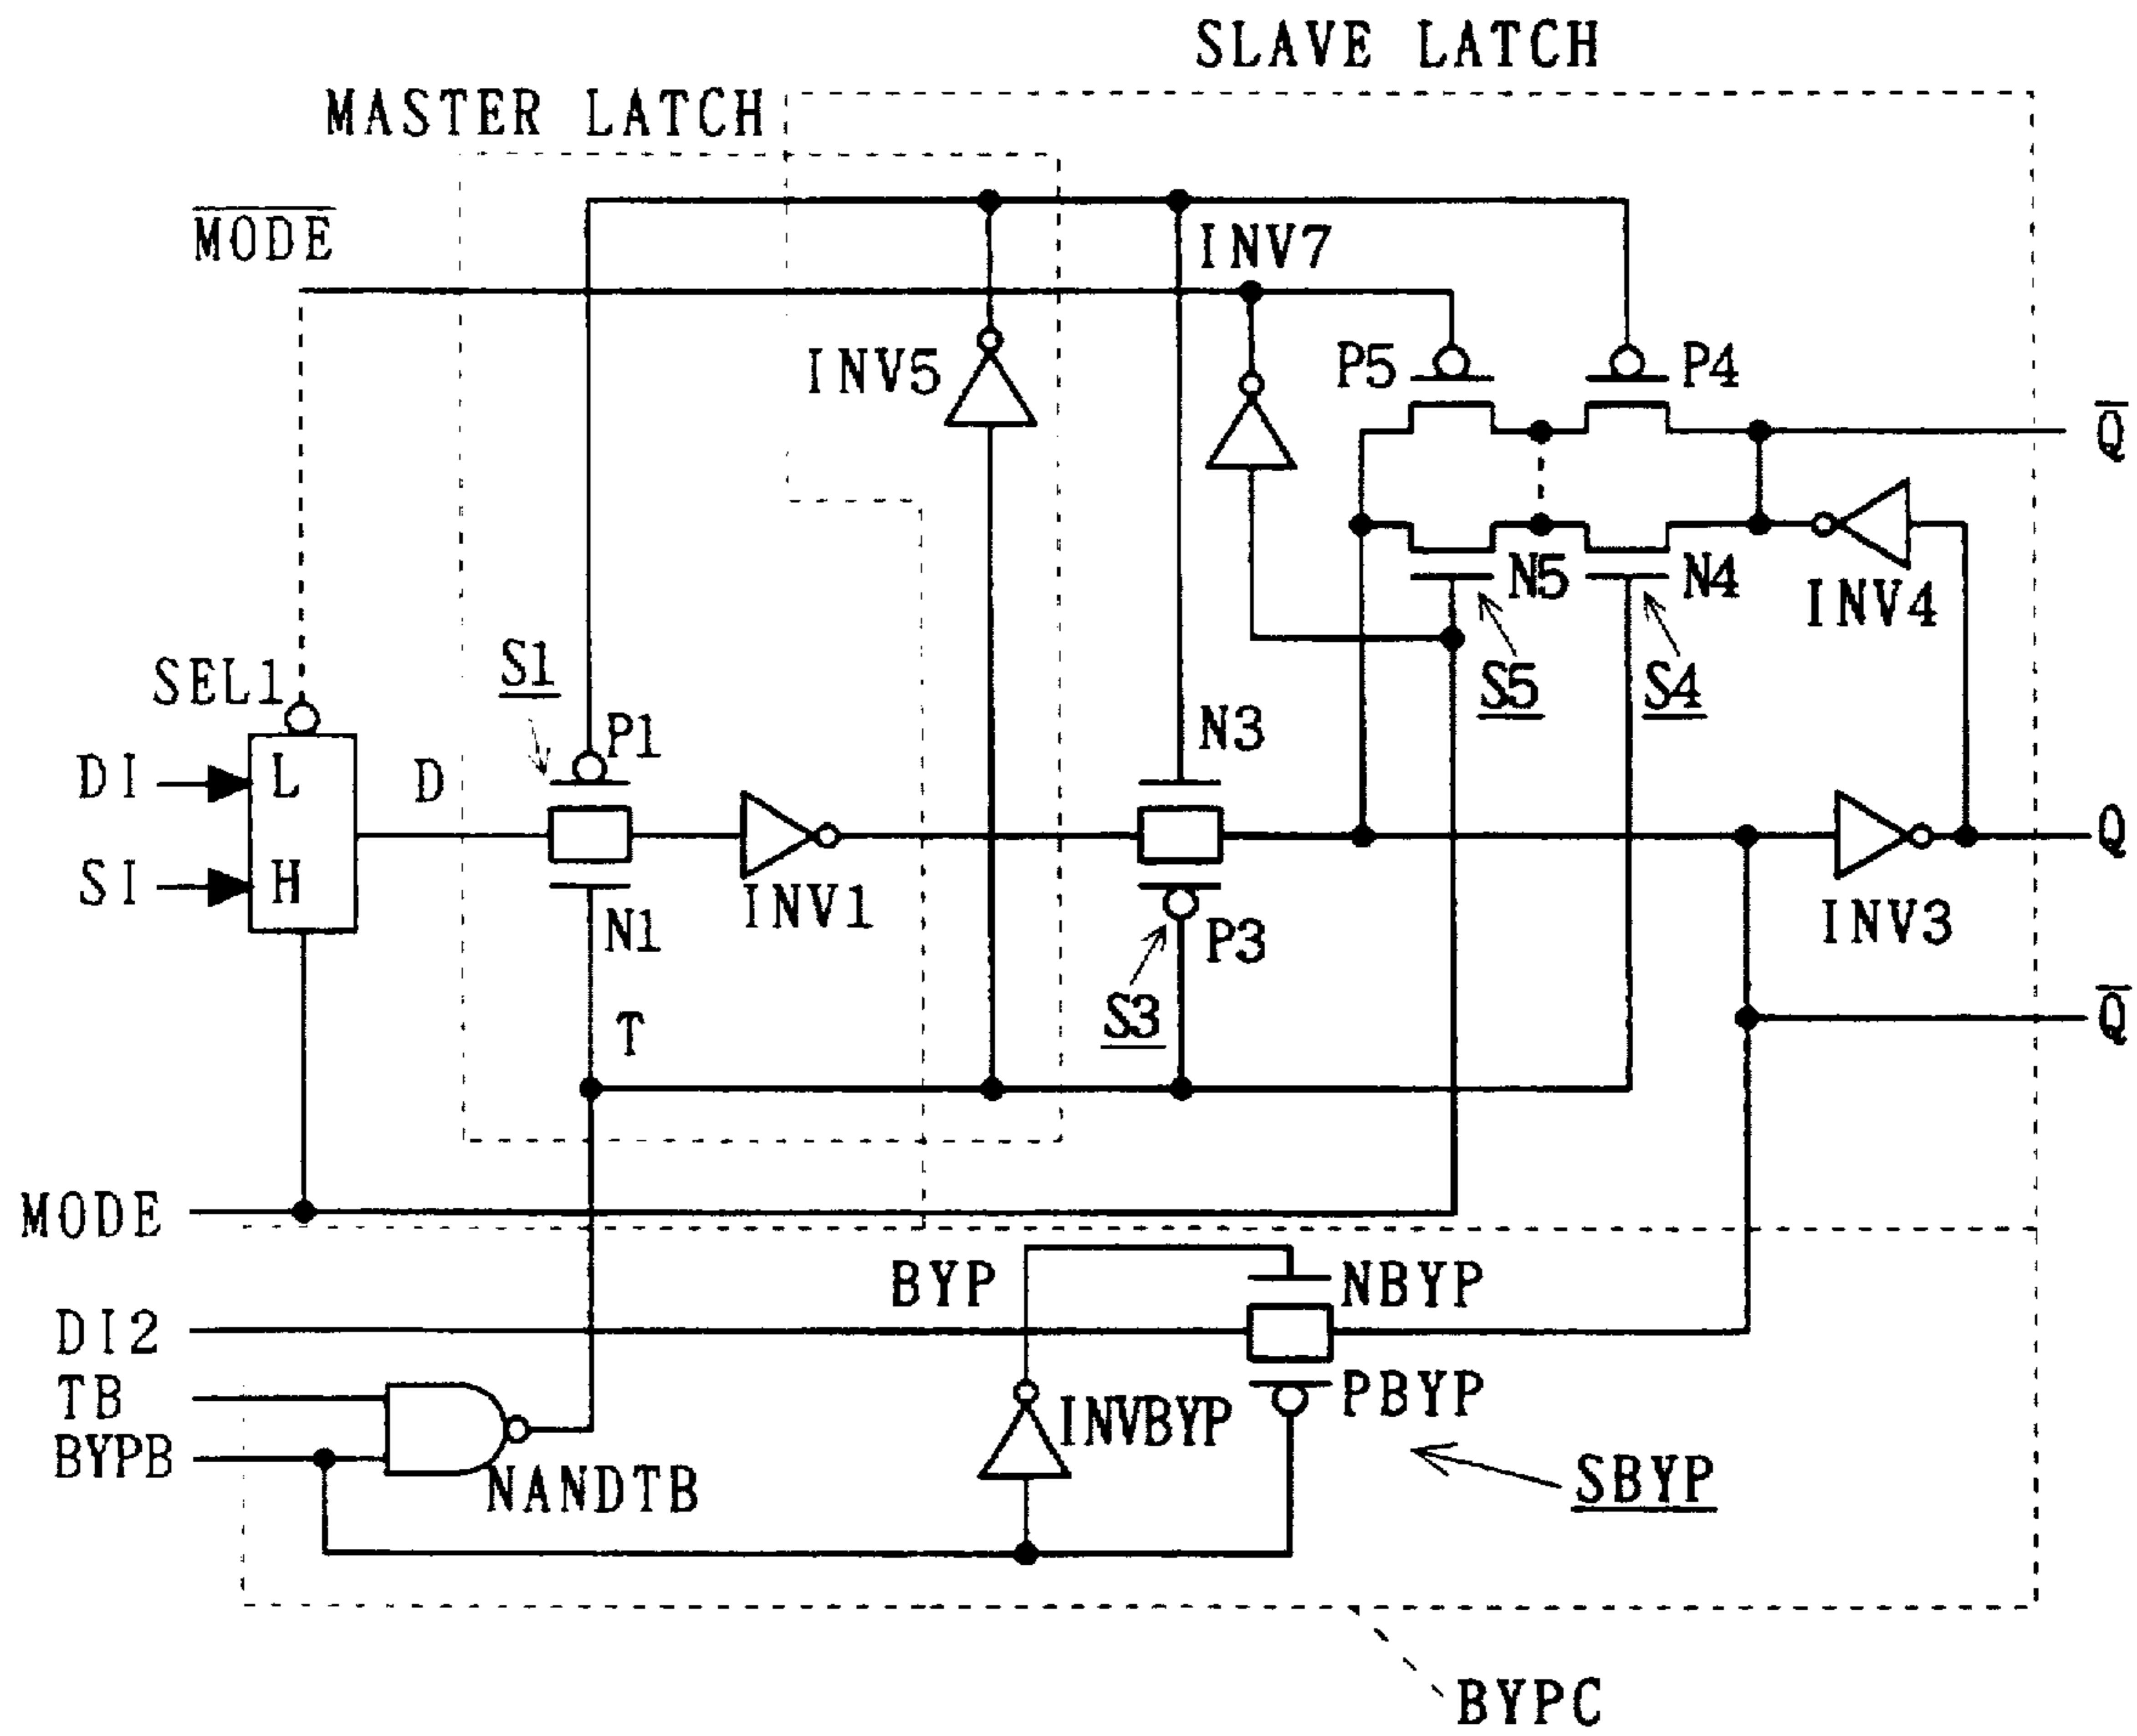 SLAVE LATCH
MASTER LATCH
M̅O̅D̅E̅
INV7
INV5
P5
P4
Q̅
N5
N4
INV4
S1
S5
S4
SEL1
P1
N3
DI
L
D
Q
SI
H
N1
INV1
P3
INV3
S3
Q̅
T
MODE
BYP
NBYP
DI2
TB
PBYP
INVBYP
BYPB
NANDTB
SBYP
BYPC